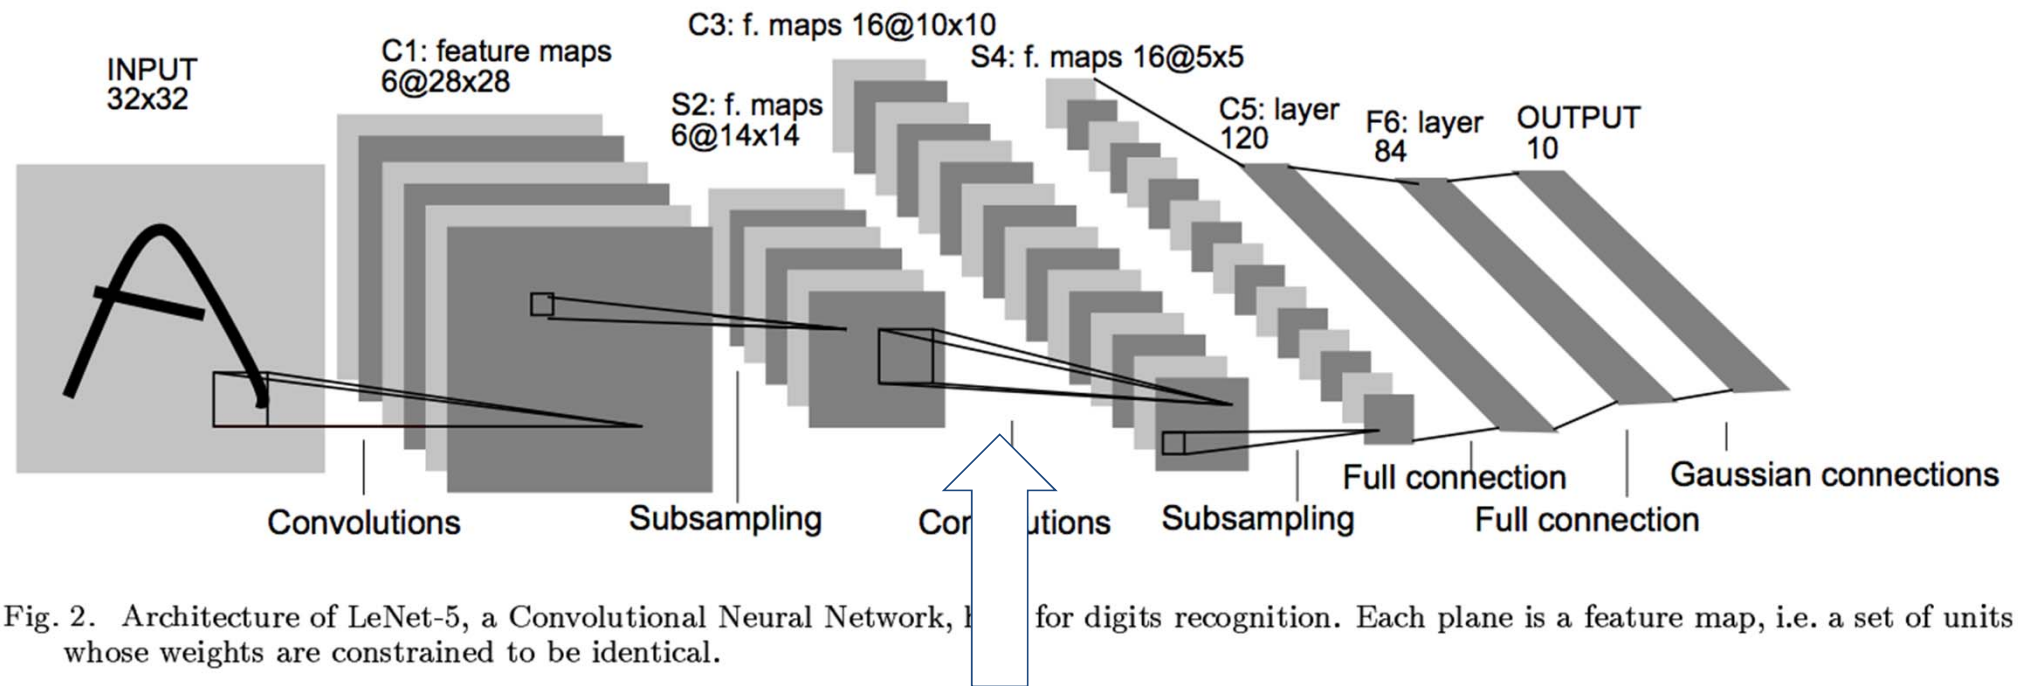 INPUT
32x32
C1: feature maps
6@28x28
S2: f. maps
6@14x14
C3: f. maps 16@10x10
S4: f. maps 16@5x5
C5: layer
120
F6: layer
84
OUTPUT
10
Convolutions
Subsampling
Subsampling
Full connection
Full connection
Gaussian connections
Fig. 2. Architecture of LeNet-5, a Convolutional Neural Network, for digits recognition. Each plane is a feature map, i.e. a set of units
whose weights are constrained to be identical.